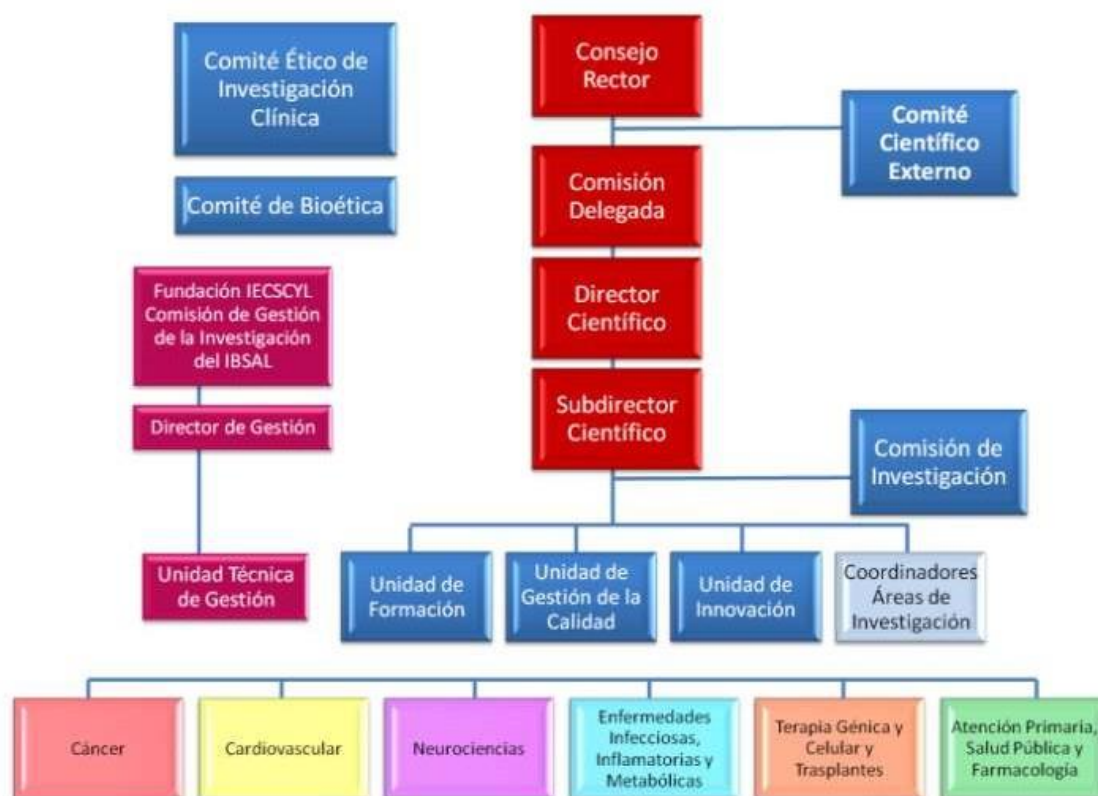 Comité Ético de
Investigación
Clínica
Comité de Bioética
Consejo
Rector
Comité
Científico
Externo
Comisión
Delegada
Director
Científico
Subdirector
Científico
Comisión de
Investigación
Fundación IECSCYL
Comisión de Gestión
de la Investigación
del IBSAL
Director de Gestión
Unidad Técnica
de Gestión
Unidad de
Formación
Unidad de
Gestión de la
Calidad
Unidad de
Innovación
Coordinadores
Áreas de
Investigación
Cáncer
Cardiovascular
Neurociencias
Enfermedades
Infecciosas,
Inflamatorias y
Metabólicas
Terapia Génica y
Celular y
Trasplantes
Atención Primaria,
Salud Pública y
Farmacología